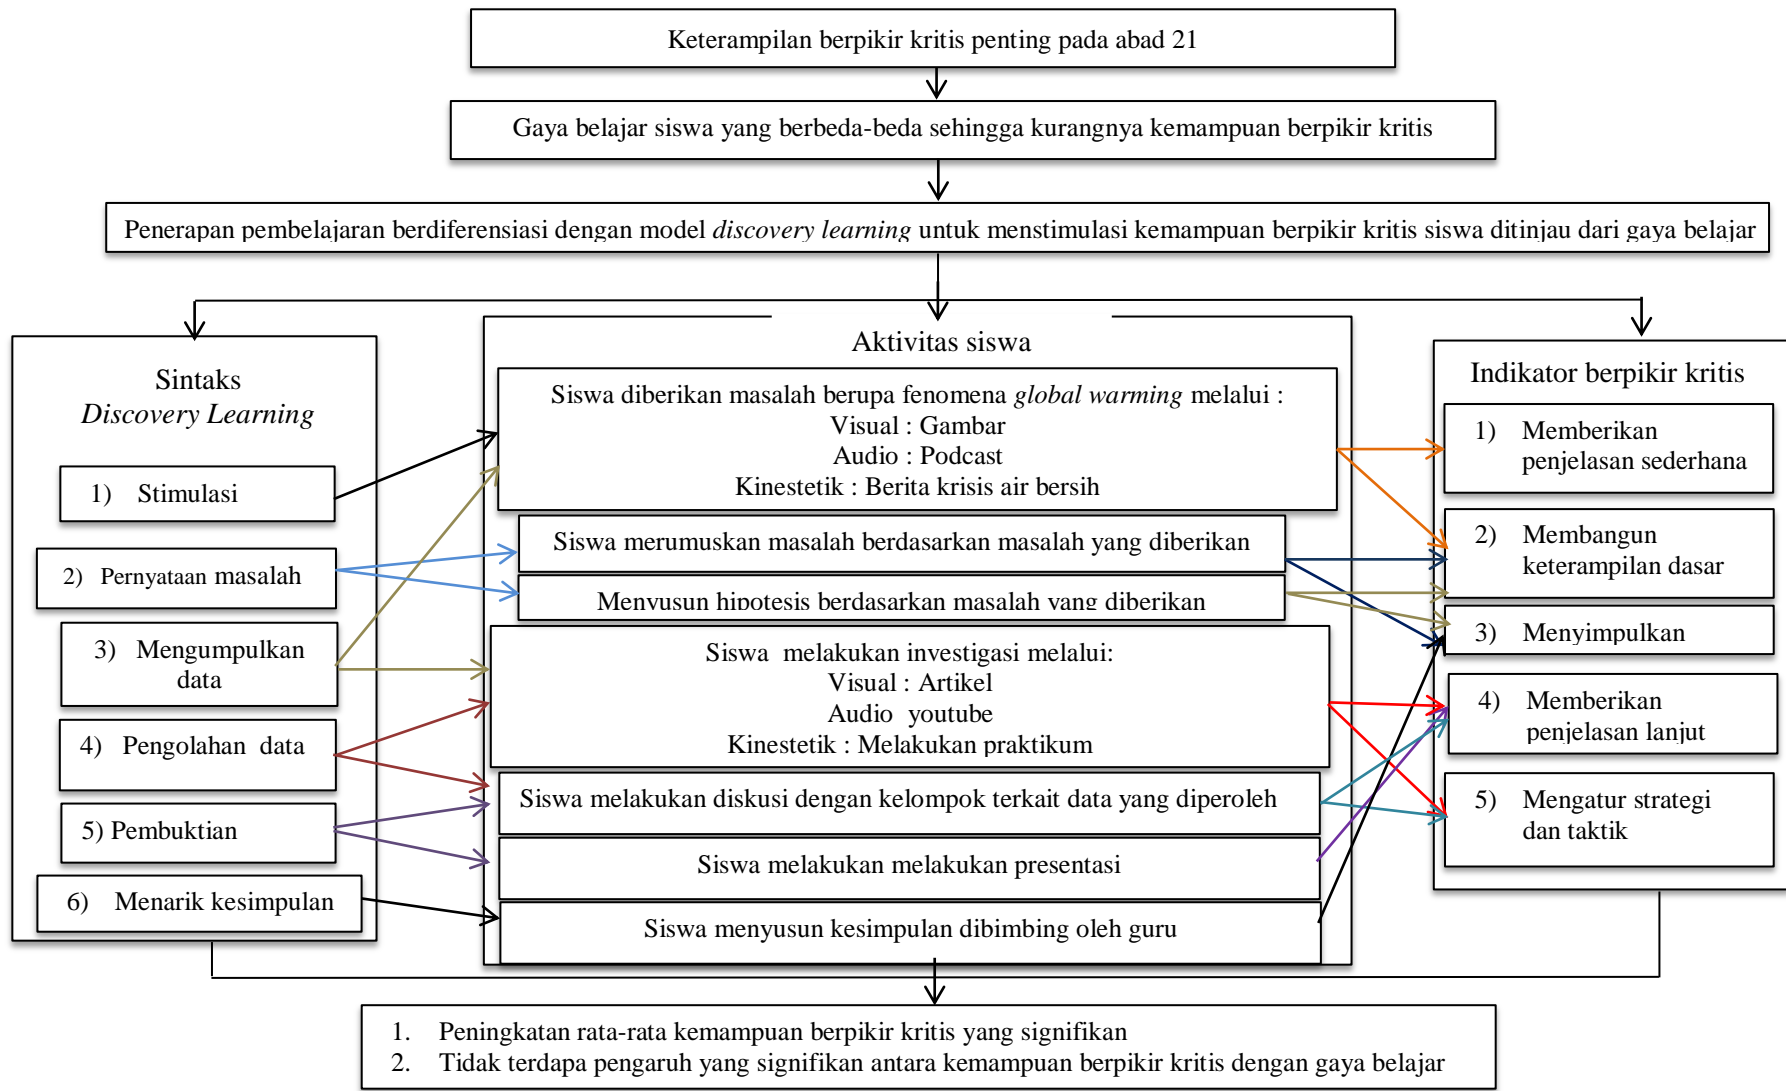 Keterampilan berpikir kritis penting pada abad 21
Gaya belajar siswa yang berbeda-beda sehingga kurangnya kemampuan berpikir kritis
Penerapan pembelajaran berdiferensiasi dengan model discovery learning untuk menstimulasi kemampuan berpikir kritis siswa ditinjau dari gaya belajar
Sintaks
Discovery Learning
1) Stimulasi
2) Pernyataan masalah
3) Mengumpulkan
data
4) Pengolahan data
5) Pembuktian
6) Menarik kesimpulan
Aktivitas siswa
Siswa diberikan masalah berupa fenomena global warming melalui :
Visual : Gambar
Audio : Podcast
Kinestetik : Berita krisis air bersih
Siswa merumuskan masalah berdasarkan masalah yang diberikan
Menyusun hipotesis berdasarkan masalah yang diberikan
Siswa melakukan investigasi melalui:
Visual : Artikel
Audio youtube
Kinestetik : Melakukan praktikum
Siswa melakukan diskusi dengan kelompok terkait data yang diperoleh
Siswa melakukan melakukan presentasi
Siswa menyusun kesimpulan dibimbing oleh guru
Indikator berpikir kritis
1) Memberikan
penjelasan sederhana
2) Membangun
keterampilan dasar
3) Menyimpulkan
4) Memberikan
penjelasan lanjut
5) Mengatur strategi
dan taktik
1. Peningkatan rata-rata kemampuan berpikir kritis yang signifikan
2. Tidak terdapa pengaruh yang signifikan antara kemampuan berpikir kritis dengan gaya belajar